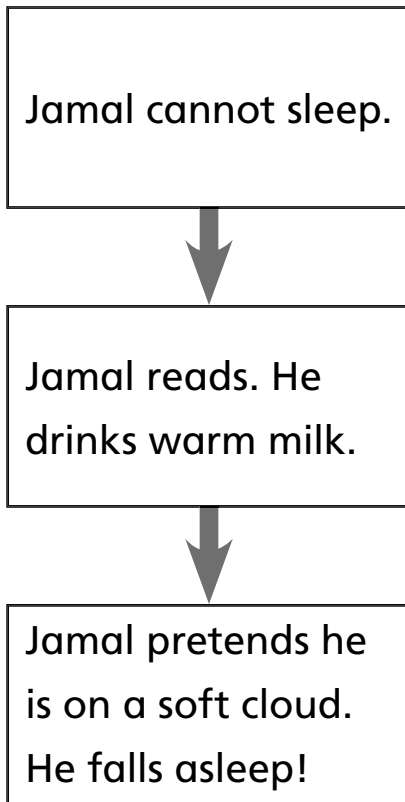 Jamal cannot sleep.
Jamal reads. He
drinks warm milk.
Jamal pretends he
is on a soft cloud.
He falls asleep!